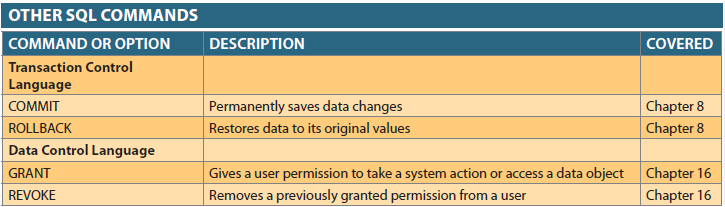 OTHER SQL COMMANDS
COMMAND OR OPTION DESCRIPTION COVERED
Transaction Control
Language
COMMIT Permanently saves data changes Chapter 8
ROLLBACK Restores data to its original values Chapter 8
Data Control Language
GRANT Gives a user permission to take a system action or access a data object Chapter 16
REVOKE Removes a previously granted permission from a user Chapter 16